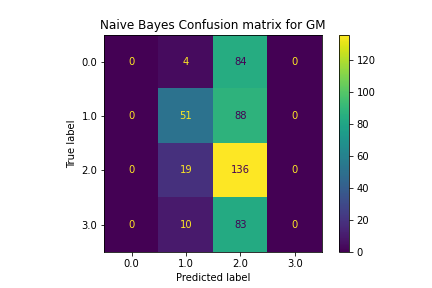 Naive Bayes Confusion matrix for GM
0.0 0 4 84 0
1.0 0 51 88 0
2.0 0 19 136 0
3.0 0 10 83 0
0.0 1.0 2.0 3.0
True label
Predicted label
120
100
80
60
40
20
0